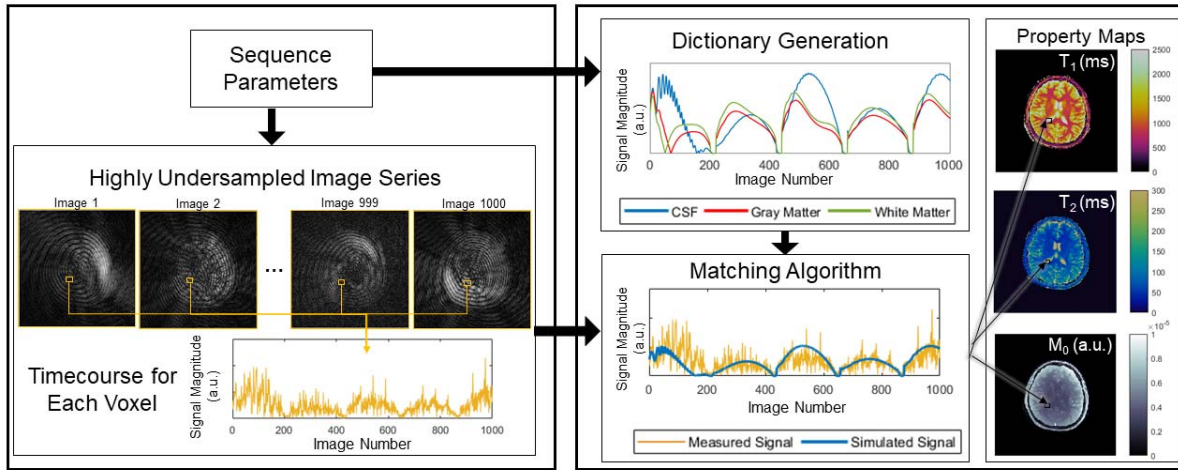 Sequence
Parameters
Highly Undersampled Image Series
Image 1
Image 2
Image 999
Image 1000
...
Timecourse for
Each Voxel
Signal Magnitude
(a.u.)
0 200 400 600 800 1000
Image Number
Dictionary Generation
Signal Magnitude
(a.u.)
0 200 400 600 800 1000
Image Number
CSF Gray Matter White Matter
Matching Algorithm
Signal Magnitude
(a.u.)
0 200 400 600 800 1000
Image Number
Measured Signal Simulated Signal
Property Maps
T₁ (ms)
2500
2000
1500
1000
500
0
T₂ (ms)
300
250
200
150
100
50
0
× 10⁻⁵
M₀ (a.u.)
1
0.8
0.6
0.4
0.2
0